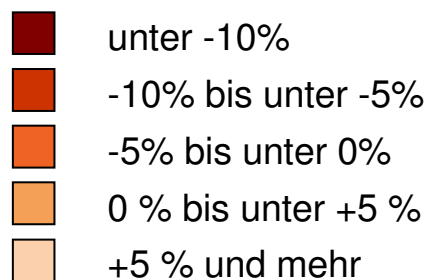 unter -10%
-10% bis unter -5%
-5% bis unter 0%
0 % bis unter +5 %
+5 % und mehr